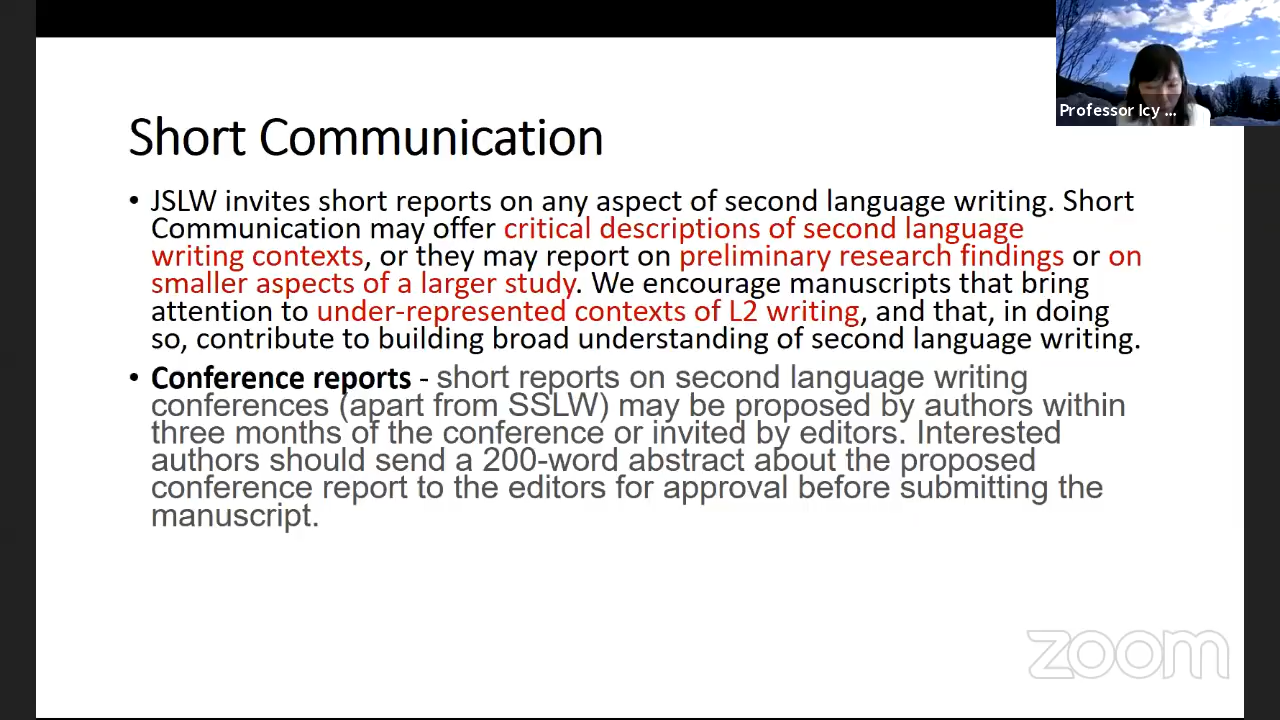 Professor Icy ...
Short Communication
• JSLW invites short reports on any aspect of second language writing. Short
Communication may offer critical descriptions of second language
writing contexts, or they may report on preliminary research findings or on
smaller aspects of a larger study. We encourage manuscripts that bring
attention to under-represented contexts of L2 writing, and that, in doing
so, contribute to building broad understanding of second language writing.
• Conference reports - short reports on second language writing
conferences (apart from SSLW) may be proposed by authors within
three months of the conference or invited by editors. Interested
authors should send a 200-word abstract about the proposed
conference report to the editors for approval before submitting the
manuscript.
zoom